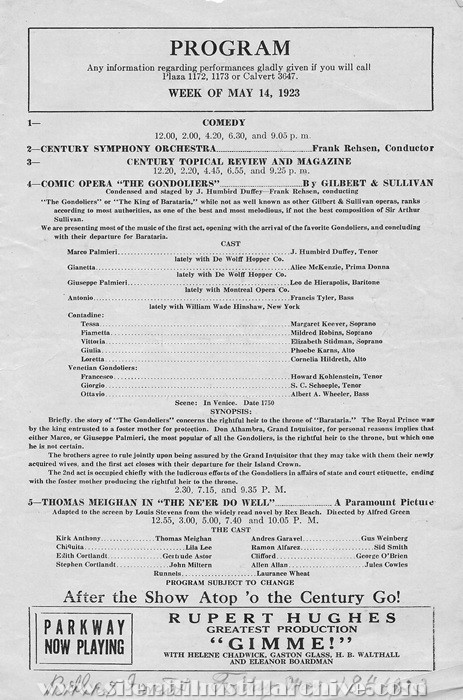 PROGRAM
Any information regarding performances gladly given if you will call
Plaza 1172, 1173 or Calvert 3647.
WEEK OF MAY 14, 1923
1— COMEDY
12.00, 2.00, 4.20, 6.30, and 9.05 p. m.
2—CENTURY SYMPHONY ORCHESTRA Frank Rehsen, Conductor
3— CENTURY TOPICAL REVIEW AND MAGAZINE
12.20, 2.20, 4.45, 6.55, and 9.25 p. m.
4—COMIC OPERA "THE GONDOLIERS" By GILBERT & SULLIVAN
Condensed and staged by J. Humbird Duffey—Frank Rehsen, conducting
"The Gondoliers" or "The King of Barataria," while not as well known as other Gilbert & Sullivan operas, ranks
according to most authorities, as one of the best and most melodious, if not the best composition of Sir Arthur
Sullivan.
We are presenting most of the music of the first act, opening with the arrival of the favorite Gondoliers, and concluding
with their departure for Barataria.
CAST
Marco Palmieri J. Humbird Duffey, Tenor
lately with De Wolff Hopper Co.
Gianetta Alice McKenzie, Prima Donna
lately with De Wolff Hopper Co.
Giuseppe Palmieri Leo de Hierapolis, Baritone
lately with Montreal Opera Co.
Antonio Francis Tyler, Bass
lately with William Wade Hinshaw, New York
Contadine:
Tessa Margaret Keever, Soprano
Fiametta Mildred Robins, Soprano
Vittoria Elizabeth Stidman, Soprano
Giulia Phoebe Karns, Alto
Loretta Cornelia Hildreth, Alto
Venetian Gondoliers:
Francesco Howard Kohlenstein, Tenor
Giorgio S. C. Schoeple, Tenor
Ottavio Albert A. Wheeler, Bass
Scene: In Venice. Date 1750
SYNOPSIS:
Briefly, the story of "The Gondoliers" concerns the rightful heir to the throne of "Barataria." The Royal Prince was
by the king entrusted to a foster mother for protection. Don Alhambra, Grand Inquisitor, for personal reasons implies that
either Marco, or Giuseppe Palmieri, the most popular of all the Gondoliers, is the rightful heir to the throne, but which one
he is not certain.
The brothers agree to rule jointly upon being assured by the Grand Inquisitor that they may take with them their newly
acquired wives, and the first act closes with their departure for their Island Crown.
The 2nd act is occupied chiefly with the ludicrous effects of the Gondoliers in affairs of state and court etiquette, ending
with the foster mother producing the rightful heir to the throne.
2.30, 7.15, and 9.35 P. M.
5—THOMAS MEIGHAN IN "THE NE'ER DO WELL" A Paramount Picture
Adapted to the screen by Louis Stevens from the widely read novel by Rex Beach. Directed by Alfred Green
12.55, 3.00, 5.00, 7.40 and 10.05 P. M.
THE CAST
Kirk Anthony Thomas Meighan Andres Garavel Gus Weinberg
Chiquita Lila Lee Ramon Alfarez Sid Smith
Edith Cortlandt Gertrude Astor Clifford George O'Brien
Stephen Cortlandt John Miltern Allen Allan Jules Cowles
Runnels Laurance Wheat
PROGRAM SUBJECT TO CHANGE
After the Show Atop 'o the Century Go!
PARKWAY
NOW PLAYING
RUPERT HUGHES
GREATEST PRODUCTION
"GIMME!"
WITH HELENE CHADWICK, GASTON GLASS, H. B. WALTHALL
AND ELEANOR BOARDMAN
www.silentfilmstillarchive.com